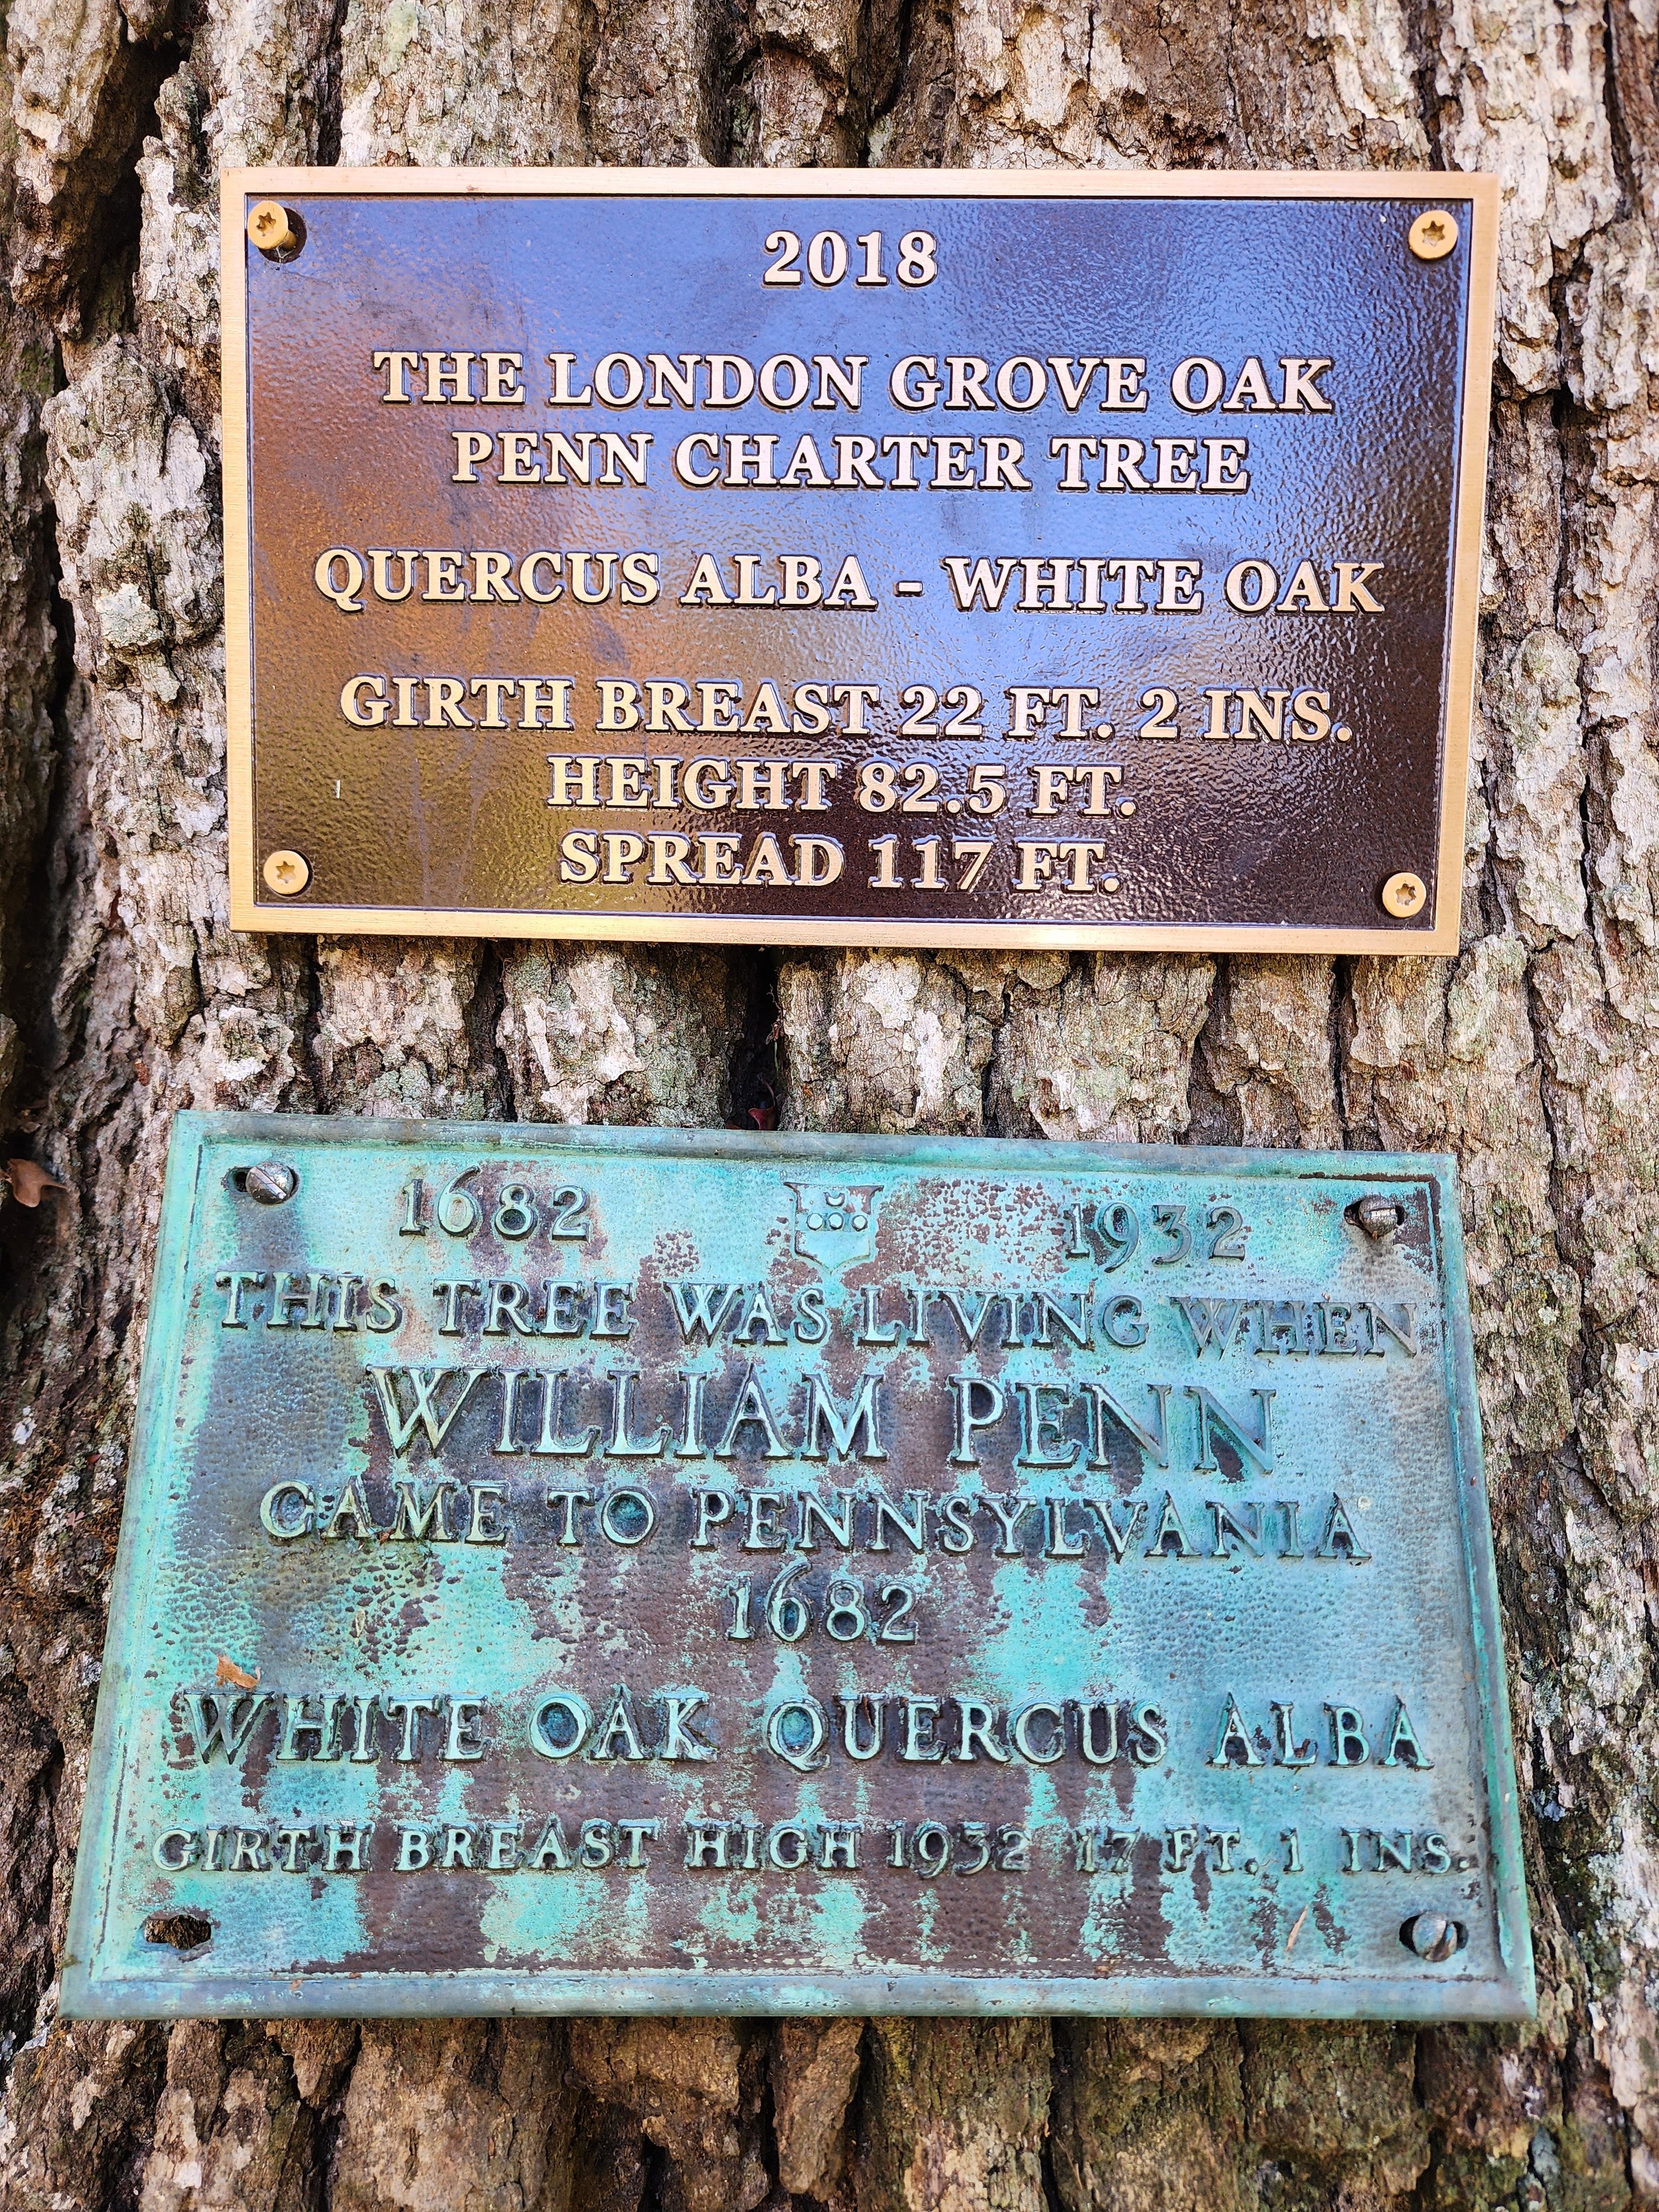 2018
THE LONDON GROVE OAK
PENN CHARTER TREE
QUERCUS ALBA - WHITE OAK
GIRTH BREAST 22 FT. 2 INS.
HEIGHT 82.5 FT.
SPREAD 117 FT.
1682 1932
THIS TREE WAS LIVING WHEN
WILLIAM PENN
CAME TO PENNSYLVANIA
1682
WHITE OAK QUERCUS ALBA
GIRTH BREAST HIGH 1932 17 FT. 1 INS.